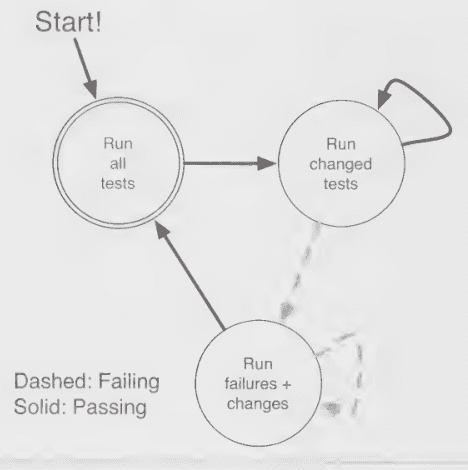 Start!
Run
all
tests
Run
changed
tests
Run
failures +
changes
Dashed: Failing
Solid: Passing